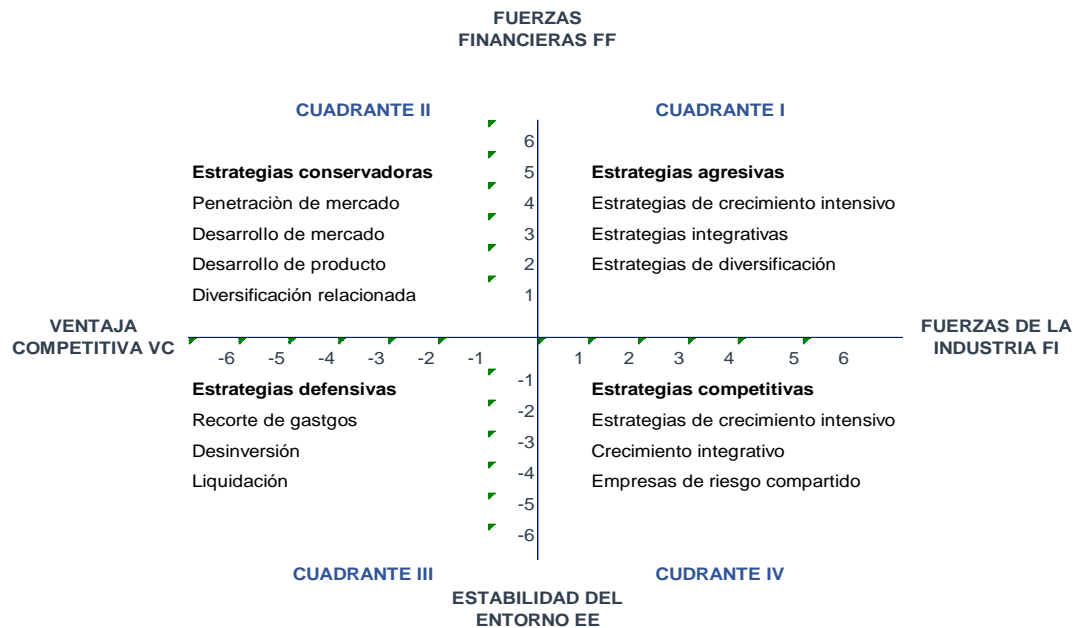 FUERZAS
FINANCIERAS FF
CUADRANTE II
CUADRANTE I
6
Estrategias conservadoras
5
Estrategias agresivas
Penetraciòn de mercado
4
Estrategias de crecimiento intensivo
Desarrollo de mercado
3
Estrategias integrativas
Desarrollo de producto
2
Estrategias de diversificación
Diversificación relacionada
1
VENTAJA
COMPETITIVA VC
FUERZAS DE LA
INDUSTRIA FI
-6 -5 -4 -3 -2 -1 1 2 3 4 5 6
-1
Estrategias defensivas
Estrategias competitivas
Recorte de gastgos
-2
Estrategias de crecimiento intensivo
Desinversión
-3
Crecimiento integrativo
Liquidación
-4
Empresas de riesgo compartido
-5
-6
CUADRANTE III
CUDRANTE IV
ESTABILIDAD DEL
ENTORNO EE